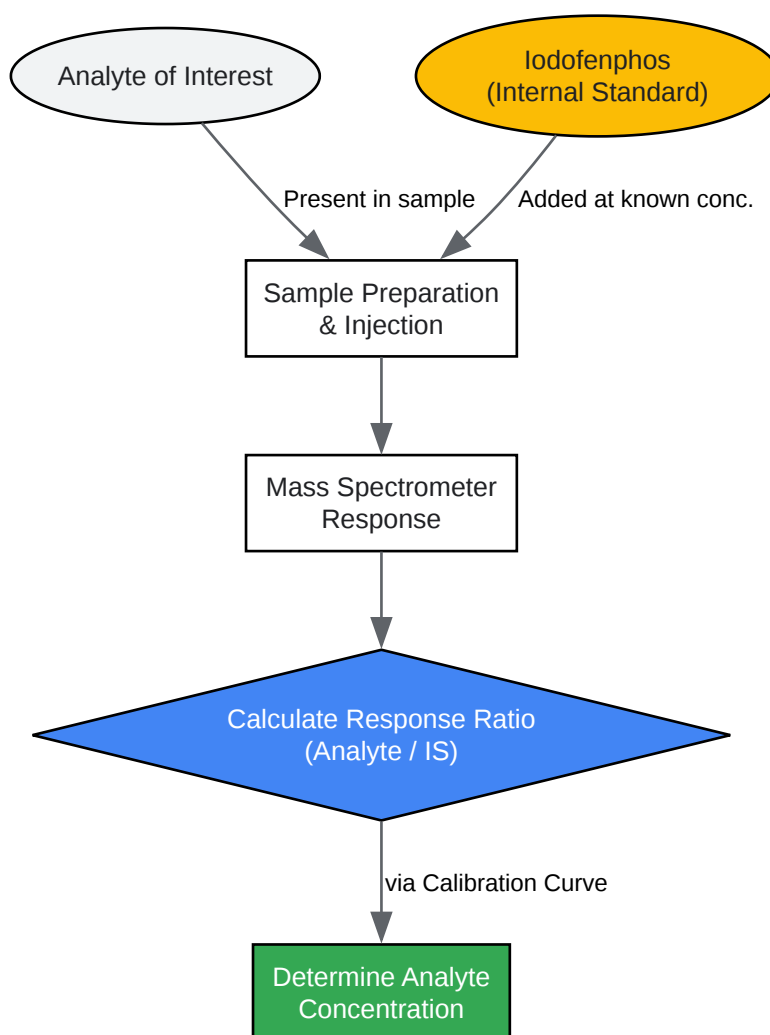 Analyte of Interest
Iodofenphos
(Internal Standard)
Present in sample
Added at known conc.
Sample Preparation
& Injection
Mass Spectrometer
Response
Calculate Response Ratio
(Analyte / IS)
via Calibration Curve
Determine Analyte
Concentration